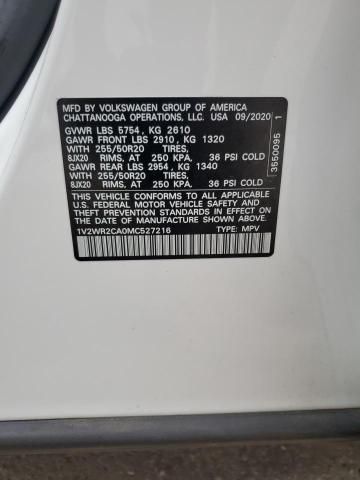 MFD BY VOLKSWAGEN GROUP OF AMERICA
CHATTANOOGA OPERATIONS, LLC. USA 09/2020
GVWR LBS 5754, KG 2610
GAWR FRONT LBS 2910, KG 1320
WITH 255/50R20 TIRES,
8JX20 RIMS, AT 250 KPA, 36 PSI COLD
GAWR REAR LBS 2954, KG 1340
WITH 255/50R20 TIRES,
8JX20 RIMS, AT 250 KPA, 36 PSI COLD
THIS VEHICLE CONFORMS TO ALL APPLICABLE
FEDERAL MOTOR VEHICLE SAFETY AND
THEFT PREVENTION STANDARDS IN EFFECT ON
THE DATE OF MANUFACTURE SHOWN ABOVE.
1V2WR2CA0MC527216 TYPE: MPV
3550095 1